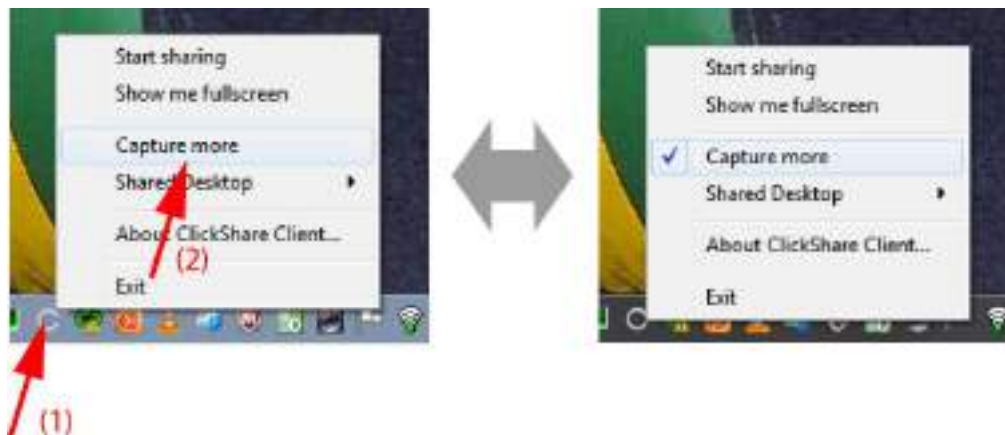 Start sharing
Show me fullscreen
Capture more
Shared Desktop
About ClickShare Client...
(2)
Exit
(1)
Start sharing
Show me fullscreen
Capture more
Shared Desktop
About ClickShare Client...
Exit